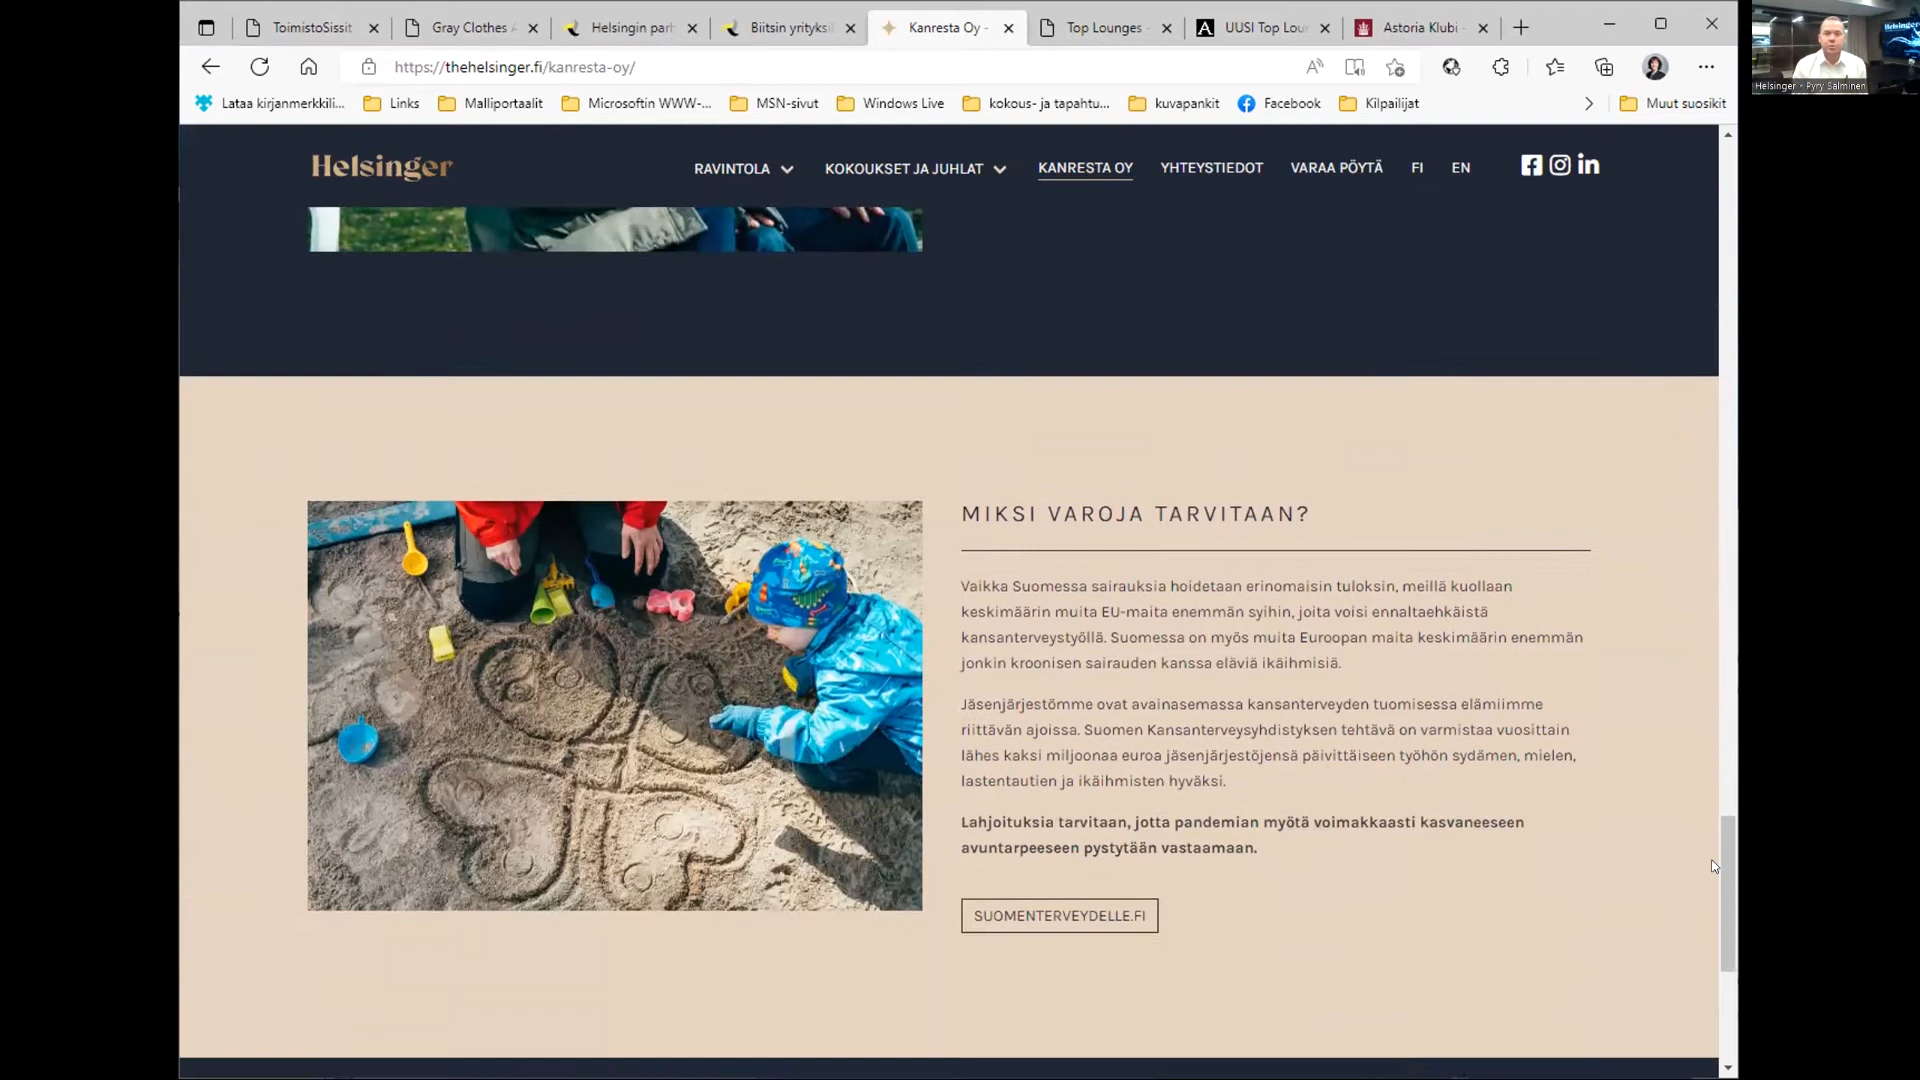 ToimistoSissit
Gray Clothes
Helsingin parh
Biitsin yrityksil
Kanresta Oy -
Top Lounges -
UUSI Top Lou
Astoria Klubi -
https://thehelsinger.fi/kanresta-oy/
Lataa kirjanmerkkili...
Links
Malliportaalit
Microsoftin WWW-...
MSN-sivut
Windows Live
kokous- ja tapahtu...
kuvapankit
Facebook
Kilpailijat
Muut suosikit
Helsinger - Pyry Salminen
Helsinger
RAVINTOLA
KOKOUKSET JA JUHLAT
KANRESTA OY
YHTEYSTIEDOT
VARAA PÖYTÄ
FI
EN
MIKSI VAROJA TARVITAAN?
Vaikka Suomessa sairauksia hoidetaan erinomaisin tuloksin, meillä kuollaan
keskimäärin muita EU-maita enemmän syihin, joita voisi ennaltaehkäistä
kansanterveystyöllä. Suomessa on myös muita Euroopan maita keskimäärin enemmän
jonkin kroonisen sairauden kanssa eläviä ikäihmisiä.
Jäsenjärjestömme ovat avainasemassa kansanterveyden tuomisessa elämiimme
riittävän ajoissa. Suomen Kansanterveysyhdistyksen tehtävä on varmistaa vuosittain
lähes kaksi miljoonaa euroa jäsenjärjestöjensä päivittäiseen työhön sydämen, mielen,
lastentautien ja ikäihmisten hyväksi.
Lahjoituksia tarvitaan, jotta pandemian myötä voimakkaasti kasvaneeseen
avuntarpeeseen pystytään vastaamaan.
SUOMENTERVEYDELLE.FI